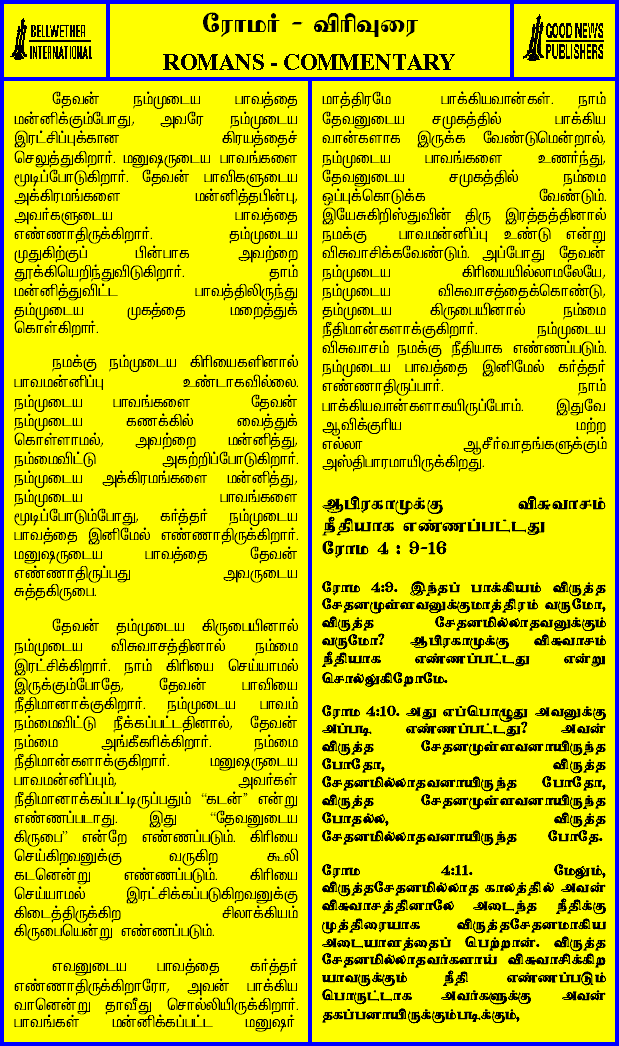 BELLWETHER
INTERNATIONAL
ரோமர் - விரிவுரை
ROMANS - COMMENTARY
GOOD NEWS
PUBLISHERS
தேவன் நம்முடைய பாவத்தை
மன்னிக்கும்போது, அவரே நம்முடைய
இரட்சிப்புக்கான கிரயத்தைச்
செலுத்துகிறார். மனுஷருடைய பாவங்களை
மூடிப்போடுகிறார். தேவன் பாவிகளுடைய
அக்கிரமங்களை மன்னித்தபின்பு,
அவர்களுடைய பாவத்தை
எண்ணாதிருக்கிறார். தம்முடைய
முதுகிற்குப் பின்பாக அவற்றை
தூக்கியெறிந்துவிடுகிறார். தாம்
மன்னித்துவிட்ட பாவத்திலிருந்து
தம்முடைய முகத்தை மறைத்துக்
கொள்கிறார்.
நமக்கு நம்முடைய கிரியைகளினால்
பாவமன்னிப்பு உண்டாகவில்லை.
நம்முடைய பாவங்களை தேவன்
நம்முடைய கணக்கில் வைத்துக்
கொள்ளாமல், அவற்றை மன்னித்து,
நம்மைவிட்டு அகற்றிப்போடுகிறார்.
நம்முடைய அக்கிரமங்களை மன்னித்து,
நம்முடைய பாவங்களை
மூடிப்போடும்போது, கர்த்தர் நம்முடைய
பாவத்தை இனிமேல் எண்ணாதிருக்கிறார்.
மனுஷருடைய பாவத்தை தேவன்
எண்ணாதிருப்பது அவருடைய
சுத்தகிருபை.
தேவன் தம்முடைய கிருபையினால்
நம்முடைய விசுவாசத்தினால் நம்மை
இரட்சிக்கிறார். நாம் கிரியை செய்யாமல்
இருக்கும்போதே, தேவன் பாவியை
நீதிமானாக்குகிறார். நம்முடைய பாவம்
நம்மைவிட்டு நீக்கப்பட்டதினால், தேவன்
நம்மை அங்கீகரிக்கிறார். நம்மை
நீதிமான்களாக்குகிறார். மனுஷருடைய
பாவமன்னிப்பும், அவர்கள்
நீதிமானாக்கப்பட்டிருப்பதும் “கடன்” என்று
எண்ணப்படாது. இது “தேவனுடைய
கிருபை” என்றே எண்ணப்படும். கிரியை
செய்கிறவனுக்கு வருகிற கூலி
கடனென்று எண்ணப்படும். கிரியை
செய்யாமல் இரட்சிக்கப்படுகிறவனுக்கு
கிடைத்திருக்கிற சிலாக்கியம்
கிருபையென்று எண்ணப்படும்.
எவனுடைய பாவத்தை கர்த்தர்
எண்ணாதிருக்கிறாரோ, அவன் பாக்கிய
வானென்று தாவீது சொல்லியிருக்கிறார்.
பாவங்கள் மன்னிக்கப்பட்ட மனுஷர்
மாத்திரமே பாக்கியவான்கள். நாம்
தேவனுடைய சமுகத்தில் பாக்கிய
வான்களாக இருக்க வேண்டுமென்றால்,
நம்முடைய பாவங்களை உணர்ந்து,
தேவனுடைய சமுகத்தில் நம்மை
ஒப்புக்கொடுக்க வேண்டும்.
இயேசுகிறிஸ்துவின் திரு இரத்தத்தினால்
நமக்கு பாவமன்னிப்பு உண்டு என்று
விசுவாசிக்கவேண்டும். அப்போது தேவன்
நம்முடைய கிரியையில்லாமலேயே,
நம்முடைய விசுவாசத்தைக்கொண்டு,
தம்முடைய கிருபையினால் நம்மை
நீதிமான்களாக்குகிறார். நம்முடைய
விசுவாசம் நமக்கு நீதியாக எண்ணப்படும்.
நம்முடைய பாவத்தை இனிமேல் கர்த்தர்
எண்ணாதிருப்பார். நாம்
பாக்கியவான்களாகயிருப்போம். இதுவே
ஆவிக்குரிய மற்ற
எல்லா ஆசீர்வாதங்களுக்கும்
அஸ்திபாரமாயிருக்கிறது.
ஆபிரகாமுக்கு விசுவாசம்
நீதியாக எண்ணப்பட்டது
ரோம 4 : 9-16
ரோம 4:9. இந்தப் பாக்கியம் விருத்த
சேதனமுள்ளவனுக்குமாத்திரம் வருமோ,
விருத்த சேதனமில்லாதவனுக்கும்
வருமோ? ஆபிரகாமுக்கு விசுவாசம்
நீதியாக எண்ணப்பட்டது என்று
சொல்லுகிறோமே.
ரோம 4:10. அது எப்பொழுது அவனுக்கு
அப்படி எண்ணப்பட்டது? அவன்
விருத்த சேதனமுள்ளவனாயிருந்த
போதோ, விருத்த
சேதனமில்லாதவனாயிருந்த போதோ,
விருத்த சேதனமுள்ளவனாயிருந்த
போதல்ல, விருத்த
சேதனமில்லாதவனாயிருந்த போதே.
ரோம 4:11. மேலும்,
விருத்தசேதனமில்லாத காலத்தில் அவன்
விசுவாசத்தினாலே அடைந்த நீதிக்கு
முத்திரையாக விருத்தசேதனமாகிய
அடையாளத்தைப் பெற்றான். விருத்த
சேதனமில்லாதவர்களாய் விசுவாசிக்கிற
யாவருக்கும் நீதி எண்ணப்படும்
பொருட்டாக அவர்களுக்கு அவன்
தகப்பனாயிருக்கும்படிக்கும்,